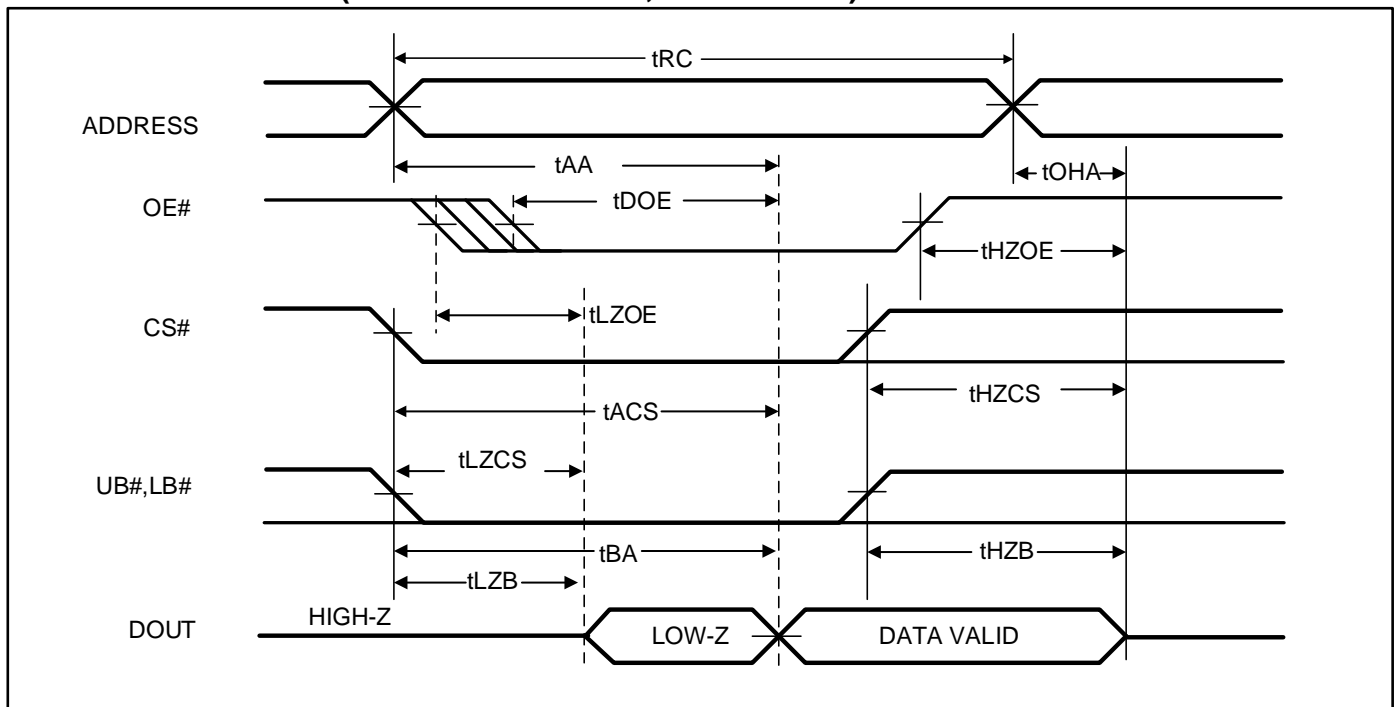 tRC
ADDRESS
tAA
tOHA
OE#
tDOE
tHZOE
tLZOE
CS#
tHZCS
tACS
tLZCS
UB#,LB#
tBA
tHZB
tLZB
HIGH-Z
DOUT
LOW-Z
DATA VALID